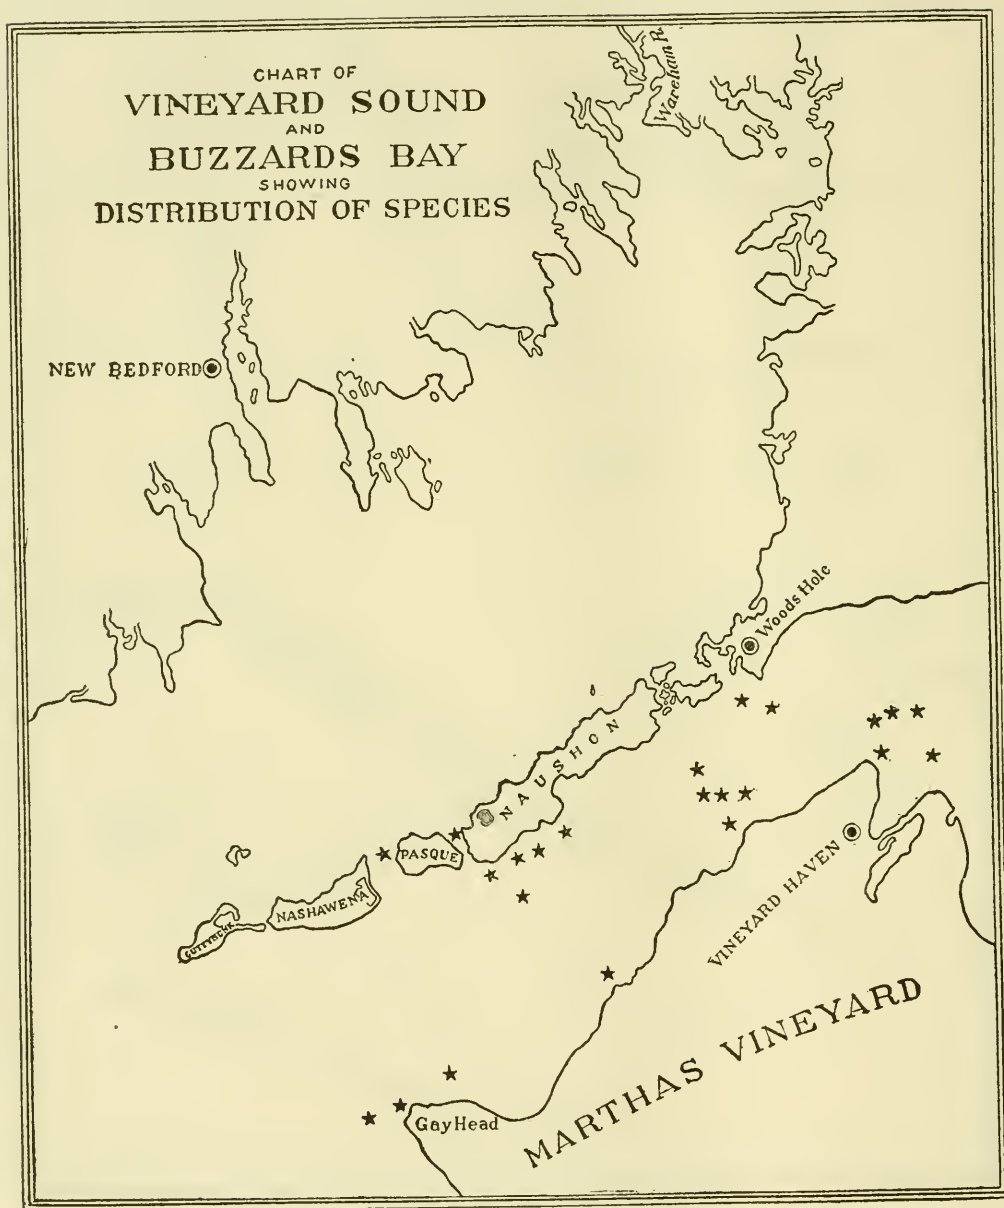 CHART OF
VINEYARD SOUND
AND
BUZZARDS BAY
SHOWING
DISTRIBUTION OF SPECIES
Wareham R.
NEW BEDFORD
Woods Hole
NAUSHON
PASQUE
NASHAWENA
CUTTYHUNK
VINEYARD HAVEN
MARTHAS VINEYARD
Gay Head